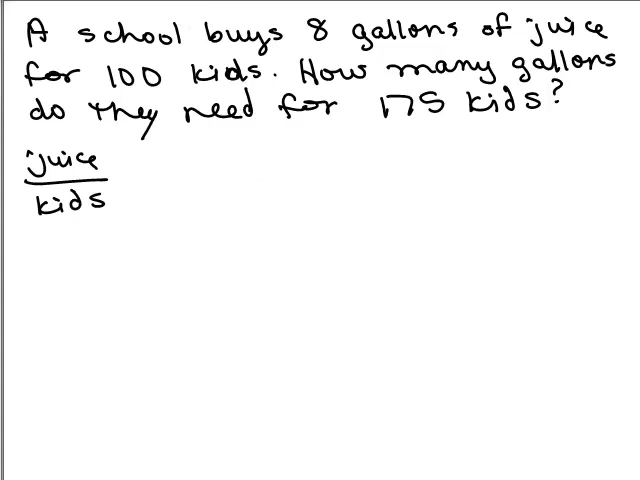 A school buys 8 gallons of juice
for 100 kids. How many gallons
do they need for 175 kids?
juice
kids